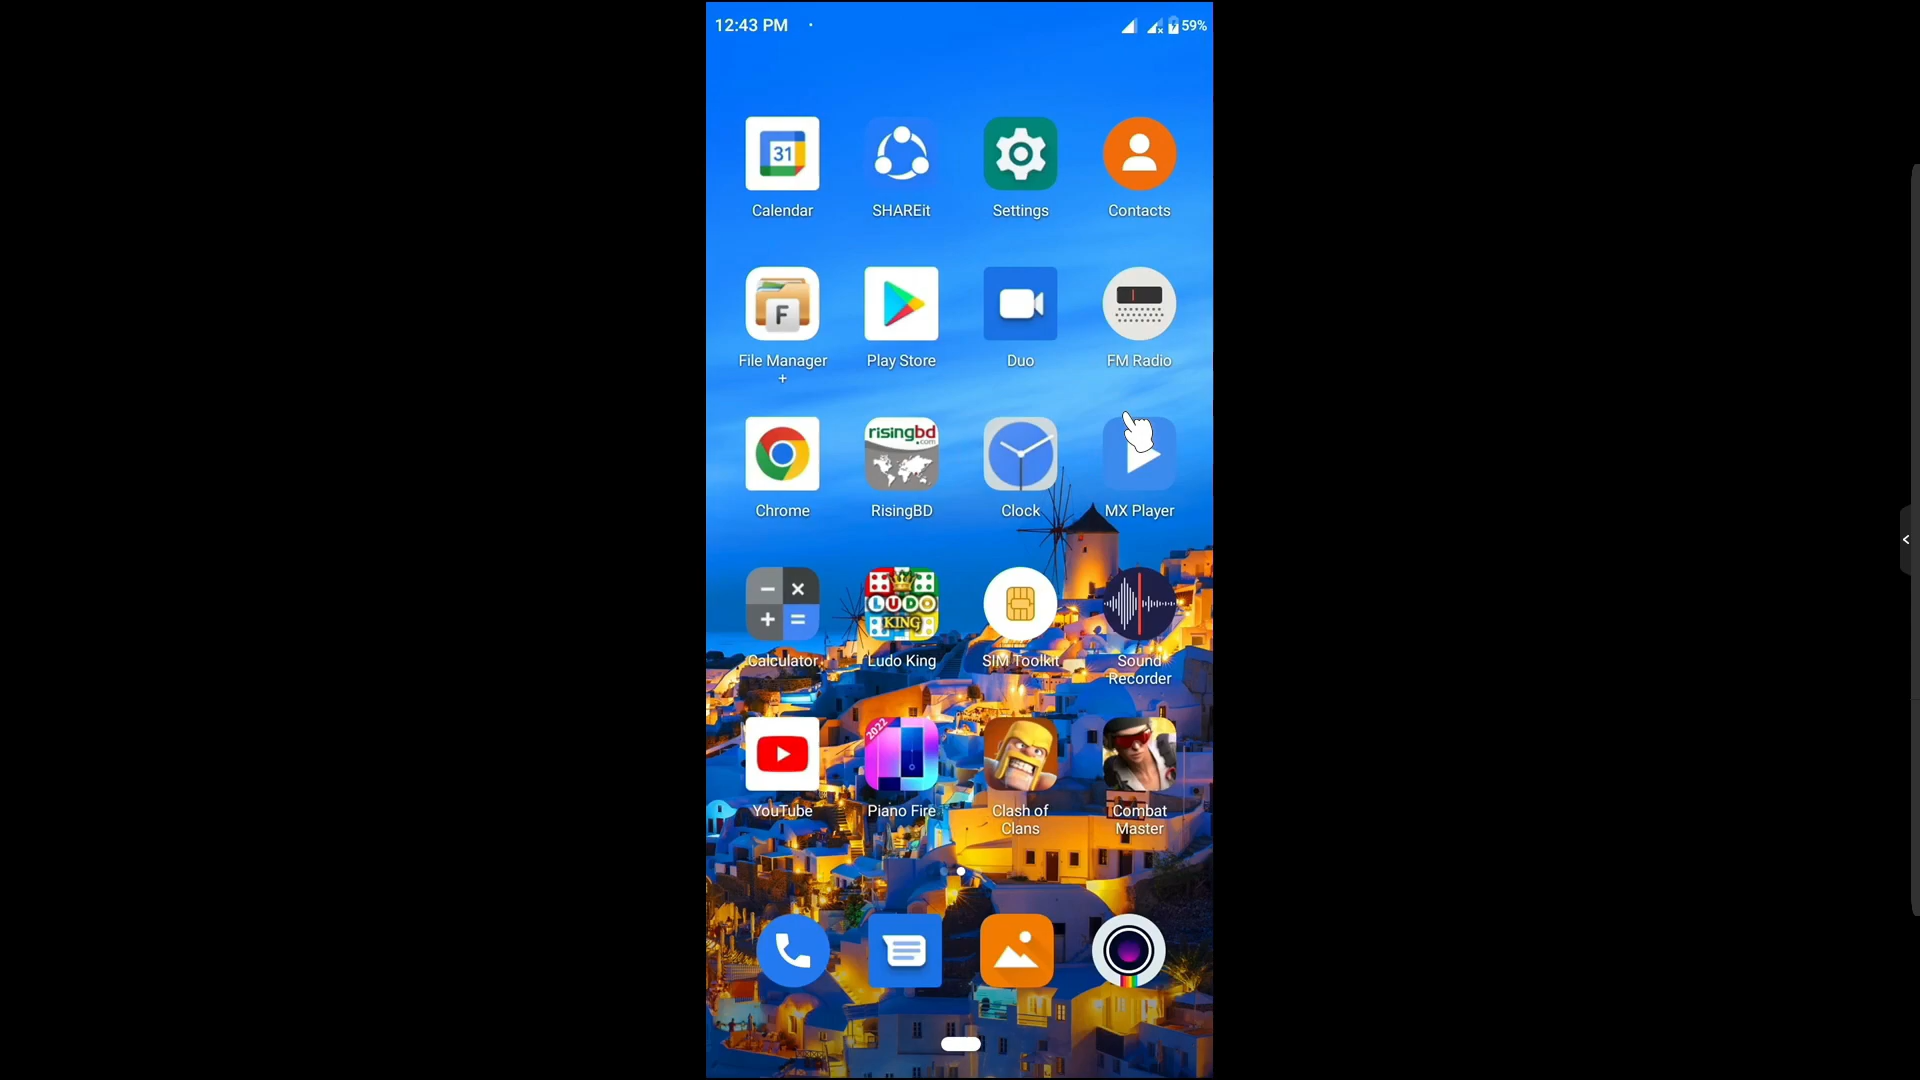 12:43 PM
59%
31
Calendar
SHAREit
Settings
Contacts
F
File Manager
+
Play Store
Duo
FM Radio
risingbd
.com
Chrome
RisingBD
Clock
MX Player
− ×
+ =
LUDO
KING
Calculator
Ludo King
SIM Toolkit
Sound
Recorder
2022
YouTube
Piano Fire
Clash of
Clans
Combat
Master